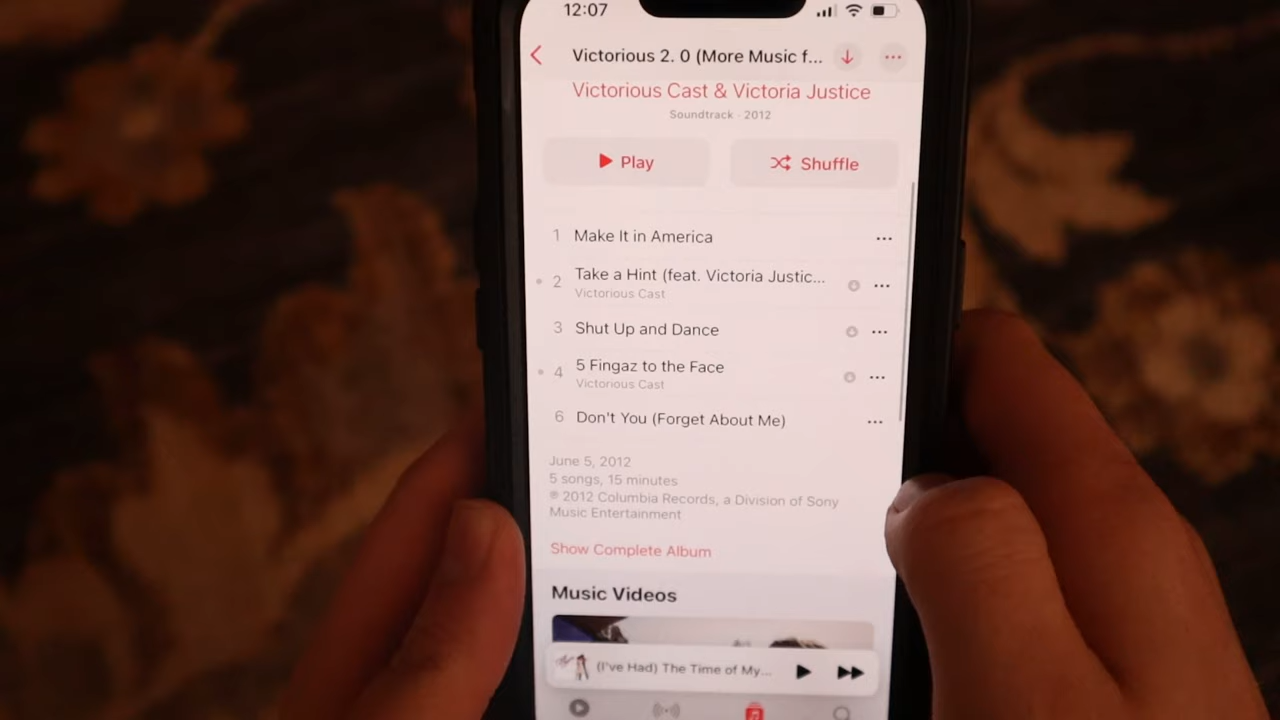 12:07
Victorious 2. 0 (More Music f...
Victorious Cast & Victoria Justice
Soundtrack · 2012
Play
Shuffle
1 Make It in America
2 Take a Hint (feat. Victoria Justic...
Victorious Cast
3 Shut Up and Dance
4 5 Fingaz to the Face
Victorious Cast
6 Don't You (Forget About Me)
June 5, 2012
5 songs, 15 minutes
℗ 2012 Columbia Records, a Division of Sony
Music Entertainment
Show Complete Album
Music Videos
(I've Had) The Time of My...